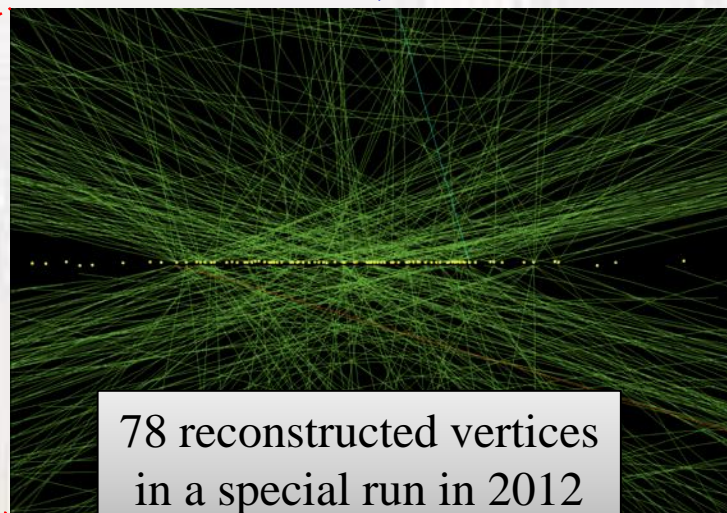 78 reconstructed vertices
in a special run in 2012